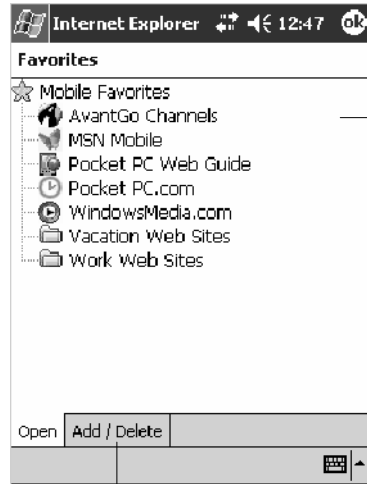 Internet Explorer 12:47 ok
Favorites
Mobile Favorites
AvantGo Channels
MSN Mobile
Pocket PC Web Guide
Pocket PC.com
WindowsMedia.com
Vacation Web Sites
Work Web Sites
Open Add / Delete